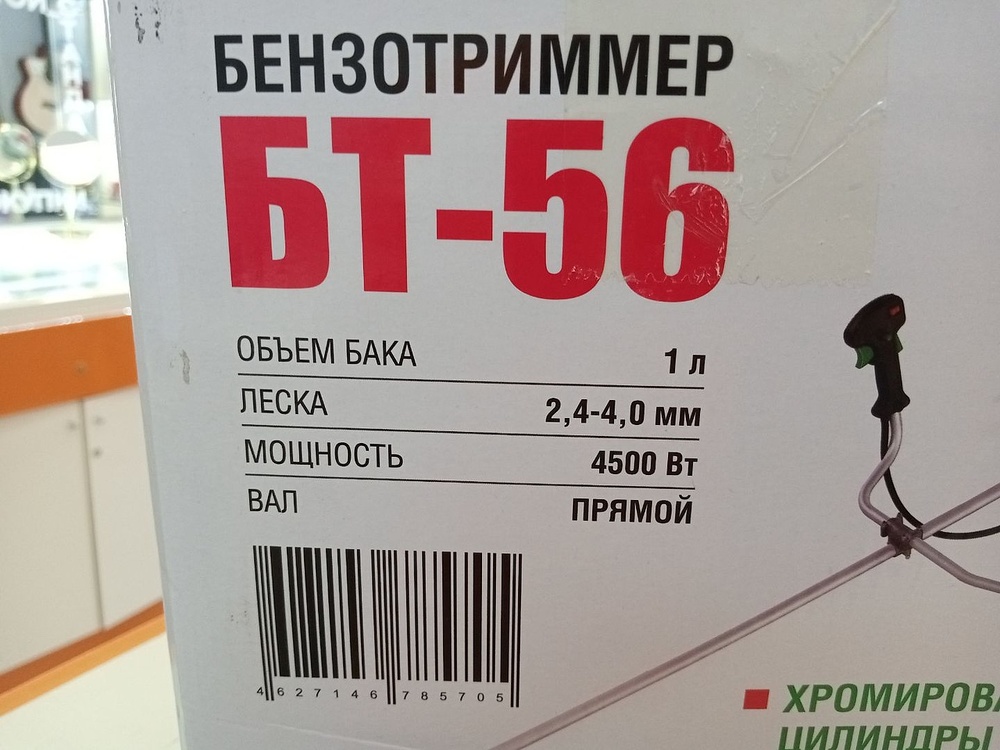 БЕНЗОТРИММЕР
БТ-56
ОБЪЕМ БАКА 1 л
ЛЕСКА 2,4-4,0 мм
МОЩНОСТЬ 4500 Вт
ВАЛ ПРЯМОЙ
4 627146 785705
ХРОМИРОВА
ЦИЛИНДРЫ